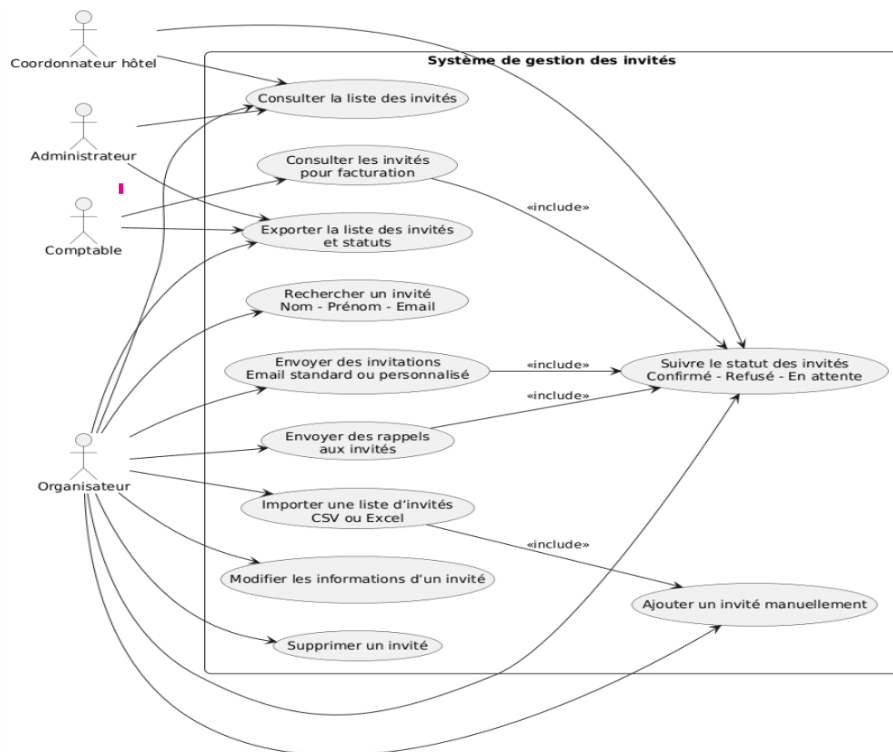 Coordonnateur hôtel
Système de gestion des invités
Consulter la liste des invités
Administrateur
Consulter les invités
pour facturation
«include»
Comptable
Exporter la liste des invités
et statuts
Rechercher un invité
Nom - Prénom - Email
Envoyer des invitations
Email standard ou personnalisé
«include»
Suivre le statut des invités
Confirmé - Refusé - En attente
«include»
Envoyer des rappels
aux invités
Organisateur
Importer une liste d’invités
CSV ou Excel
«include»
Modifier les informations d’un invité
Ajouter un invité manuellement
Supprimer un invité